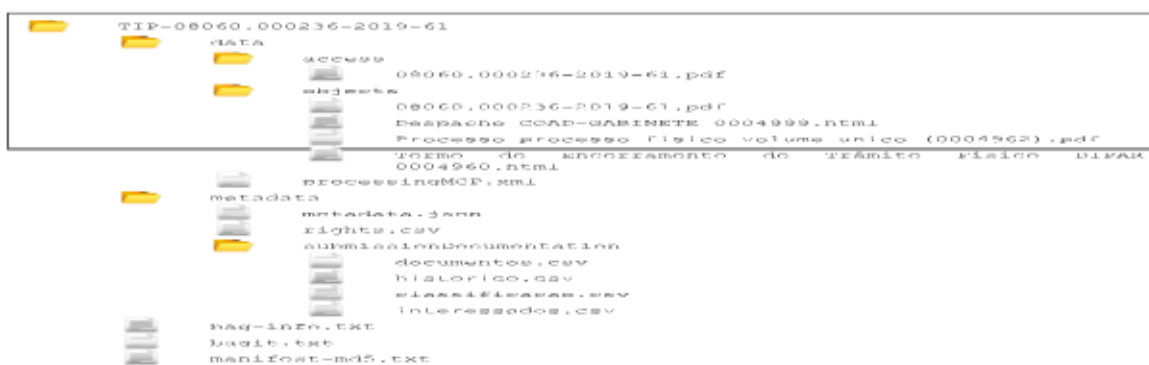 TIP-08060.000236-2019-61
data
access
08060.000236-2019-61.pdf
objects
08060.000236-2019-61.pdf
Despacho COAD-GABINETE 0004999.html
Processo processo físico volume único (0004962).pdf
Termo de Encerramento do Trâmite Físico DIPAR
0004960.html
processingMCP.xml
metadata
metadata.json
rights.csv
submissionDocumentation
documentos.csv
historico.csv
classificacao.csv
interessados.csv
bag-info.txt
bagit.txt
manifest-md5.txt